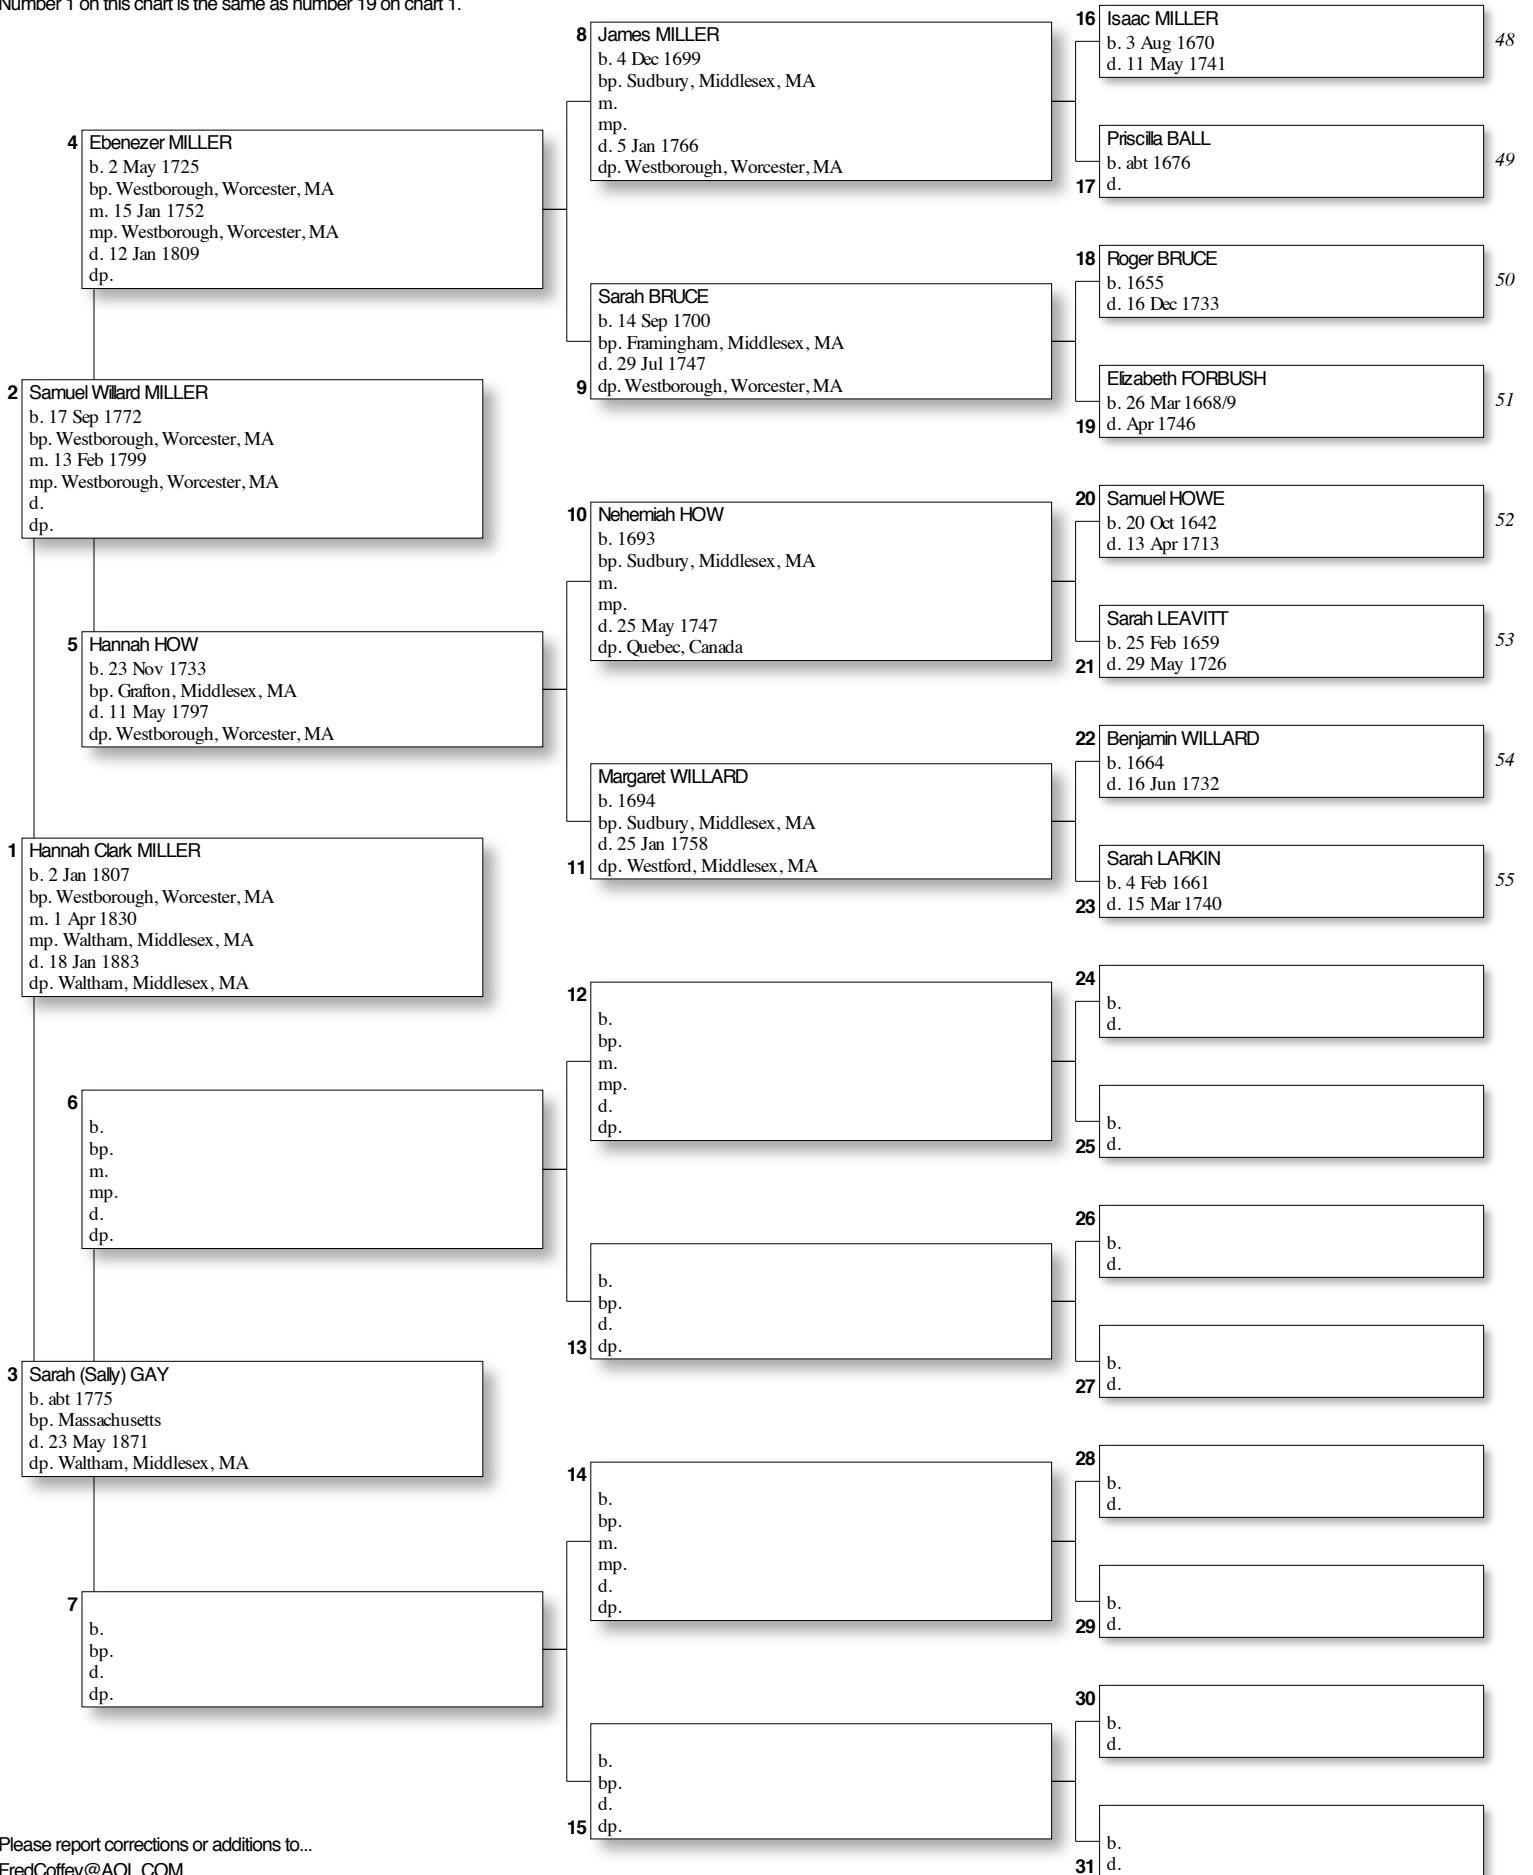 Number 1 on this chart is the same as number 19 on chart 1.
8 James MILLER
b. 4 Dec 1699
bp. Sudbury, Middlesex, MA
m.
mp.
d. 5 Jan 1766
dp. Westborough, Worcester, MA
16 Isaac MILLER
b. 3 Aug 1670
d. 11 May 1741
48
Priscilla BALL
b. abt 1676
17 d.
49
4 Ebenezer MILLER
b. 2 May 1725
bp. Westborough, Worcester, MA
m. 15 Jan 1752
mp. Westborough, Worcester, MA
d. 12 Jan 1809
dp.
18 Roger BRUCE
b. 1655
d. 16 Dec 1733
50
Sarah BRUCE
b. 14 Sep 1700
bp. Framingham, Middlesex, MA
d. 29 Jul 1747
9 dp. Westborough, Worcester, MA
Elizabeth FORBUSH
b. 26 Mar 1668/9
19 d. Apr 1746
51
2 Samuel Willard MILLER
b. 17 Sep 1772
bp. Westborough, Worcester, MA
m. 13 Feb 1799
mp. Westborough, Worcester, MA
d.
dp.
10 Nehemiah HOW
b. 1693
bp. Sudbury, Middlesex, MA
m.
mp.
d. 25 May 1747
dp. Quebec, Canada
20 Samuel HOWE
b. 20 Oct 1642
d. 13 Apr 1713
52
Sarah LEAVITT
b. 25 Feb 1659
21 d. 29 May 1726
53
5 Hannah HOW
b. 23 Nov 1733
bp. Grafton, Middlesex, MA
d. 11 May 1797
dp. Westborough, Worcester, MA
22 Benjamin WILLARD
b. 1664
d. 16 Jun 1732
54
Margaret WILLARD
b. 1694
bp. Sudbury, Middlesex, MA
d. 25 Jan 1758
11 dp. Westford, Middlesex, MA
Sarah LARKIN
b. 4 Feb 1661
23 d. 15 Mar 1740
55
1 Hannah Clark MILLER
b. 2 Jan 1807
bp. Westborough, Worcester, MA
m. 1 Apr 1830
mp. Waltham, Middlesex, MA
d. 18 Jan 1883
dp. Waltham, Middlesex, MA
12
b.
bp.
m.
mp.
d.
dp.
24
b.
d.
b.
25 d.
6
b.
bp.
m.
mp.
d.
dp.
26
b.
d.
b.
bp.
d.
13 dp.
b.
27 d.
3 Sarah (Sally) GAY
b. abt 1775
bp. Massachusetts
d. 23 May 1871
dp. Waltham, Middlesex, MA
14
b.
bp.
m.
mp.
d.
dp.
28
b.
d.
b.
29 d.
7
b.
bp.
d.
dp.
30
b.
d.
b.
bp.
d.
15 dp.
b.
31 d.
Please report corrections or additions to...
FredCoffey@AOL.COM